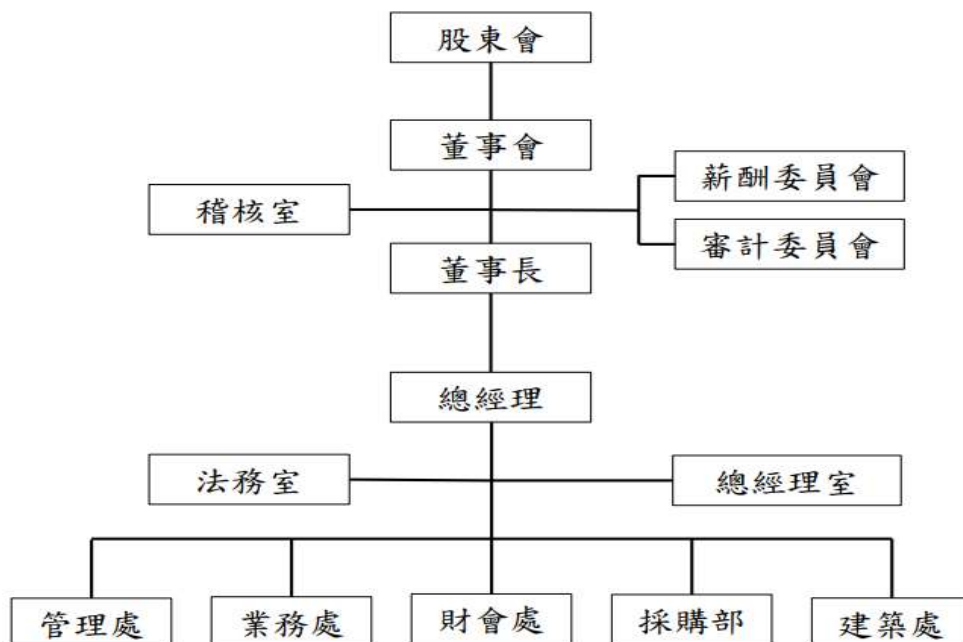 股東會
董事會
薪酬委員會
稽核室
審計委員會
董事長
總經理
法務室
總經理室
管理處
業務處
財會處
採購部
建築處